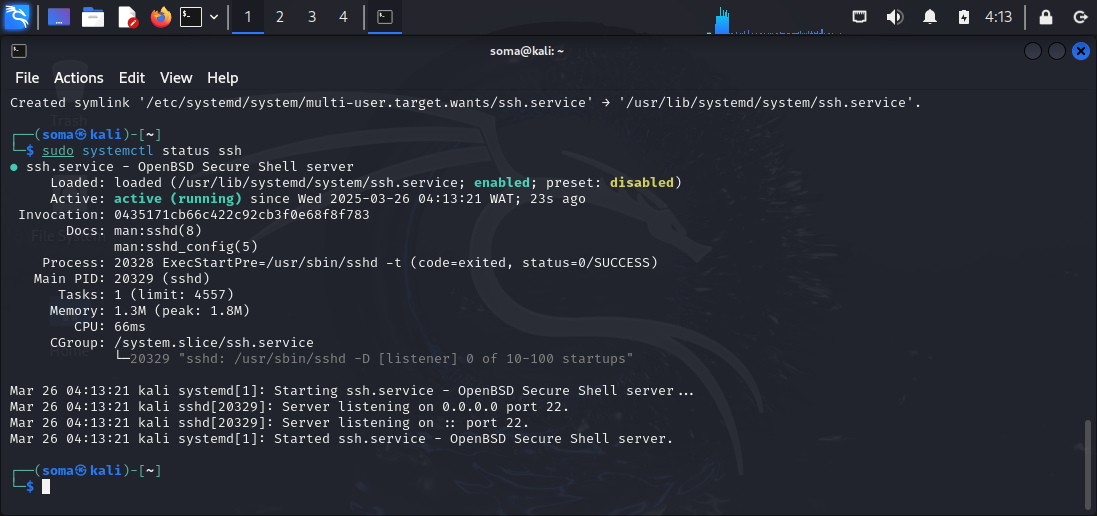 1 2 3 4 4:13
soma@kali: ~
File Actions Edit View Help
Created symlink '/etc/systemd/system/multi-user.target.wants/ssh.service' → '/usr/lib/systemd/system/ssh.service'.
┌──(soma㉿kali)-[~]
└─$ sudo systemctl status ssh
● ssh.service - OpenBSD Secure Shell server
Loaded: loaded (/usr/lib/systemd/system/ssh.service; enabled; preset: disabled)
Active: active (running) since Wed 2025-03-26 04:13:21 WAT; 23s ago
Invocation: 0435171cb66c422c92cb3f0e68f8f783
Docs: man:sshd(8)
man:sshd_config(5)
Process: 20328 ExecStartPre=/usr/sbin/sshd -t (code=exited, status=0/SUCCESS)
Main PID: 20329 (sshd)
Tasks: 1 (limit: 4557)
Memory: 1.3M (peak: 1.8M)
CPU: 66ms
CGroup: /system.slice/ssh.service
└─20329 "sshd: /usr/sbin/sshd -D [listener] 0 of 10-100 startups"
Mar 26 04:13:21 kali systemd[1]: Starting ssh.service - OpenBSD Secure Shell server...
Mar 26 04:13:21 kali sshd[20329]: Server listening on 0.0.0.0 port 22.
Mar 26 04:13:21 kali sshd[20329]: Server listening on :: port 22.
Mar 26 04:13:21 kali systemd[1]: Started ssh.service - OpenBSD Secure Shell server.
┌──(soma㉿kali)-[~]
└─$
Trash
File System
Home